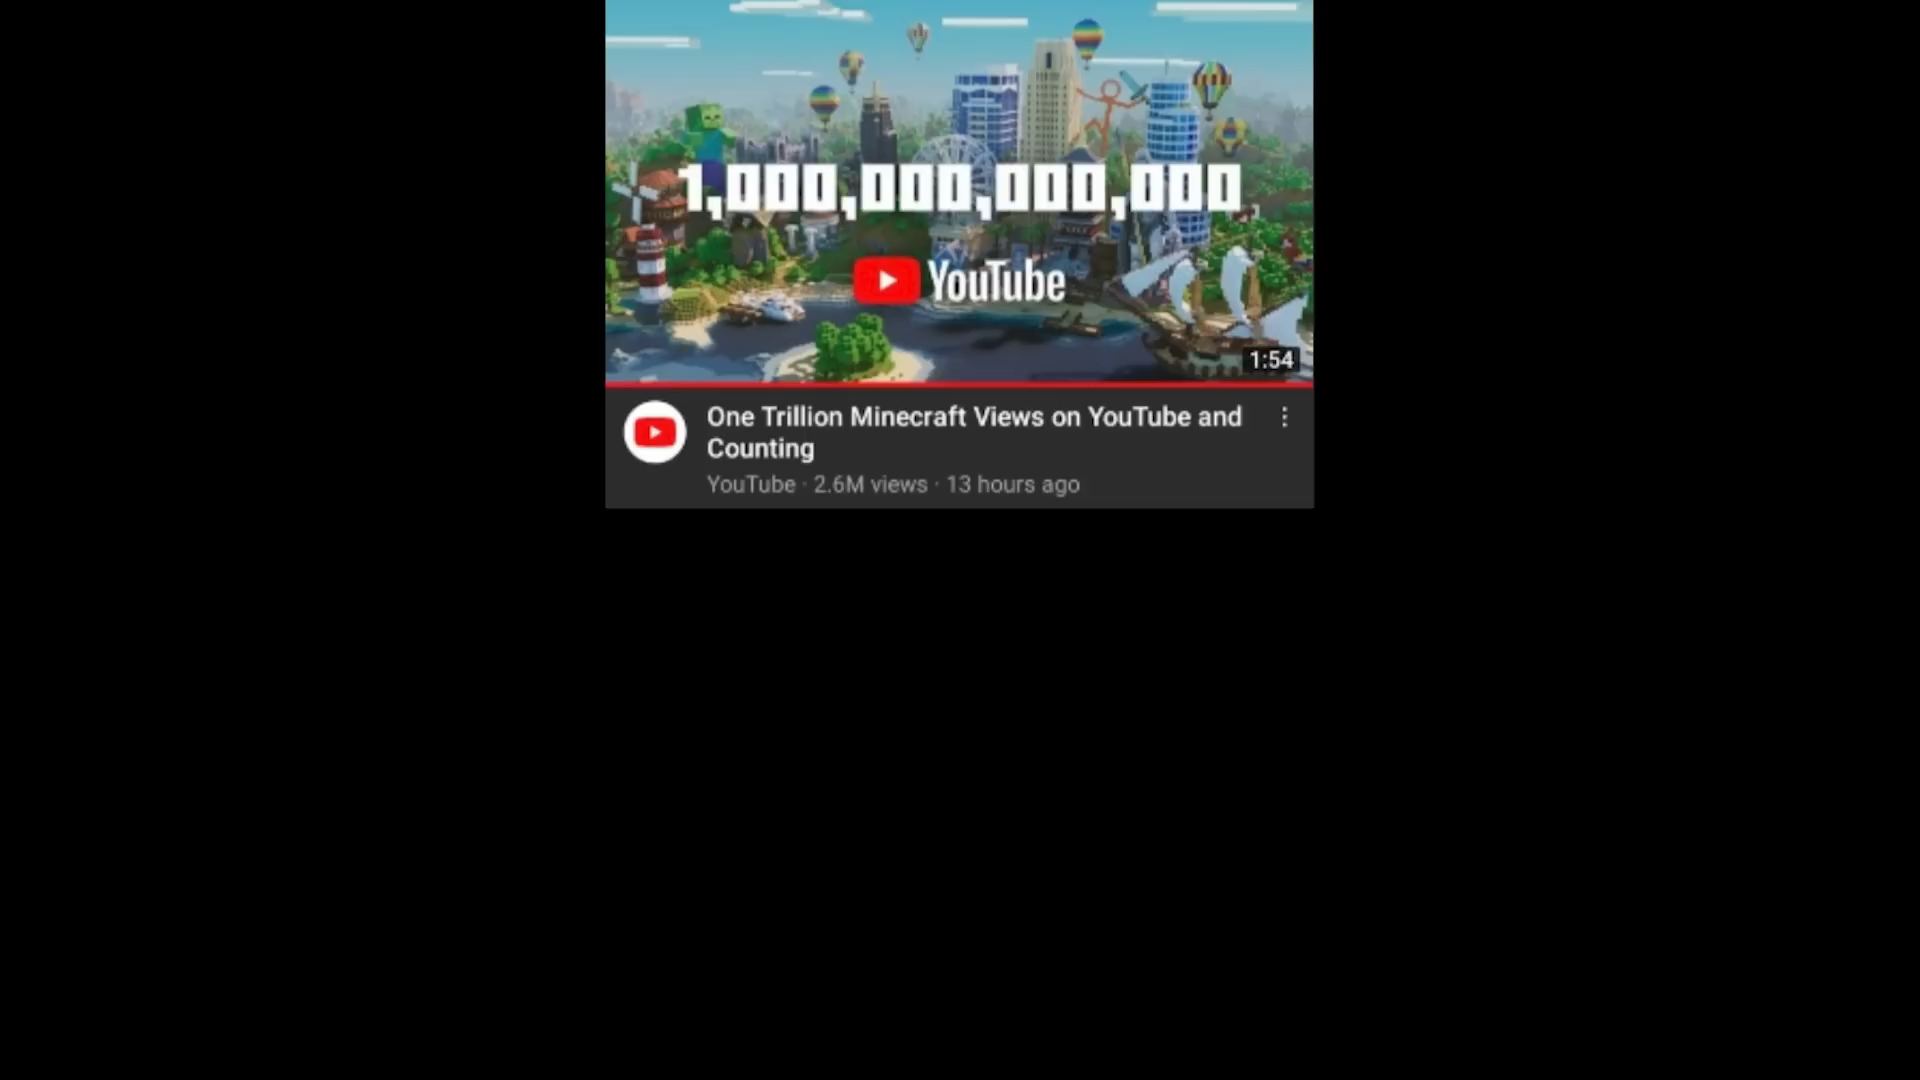 1,000,000,000,000
YouTube
1:54
One Trillion Minecraft Views on YouTube and
Counting
YouTube · 2.6M views · 13 hours ago